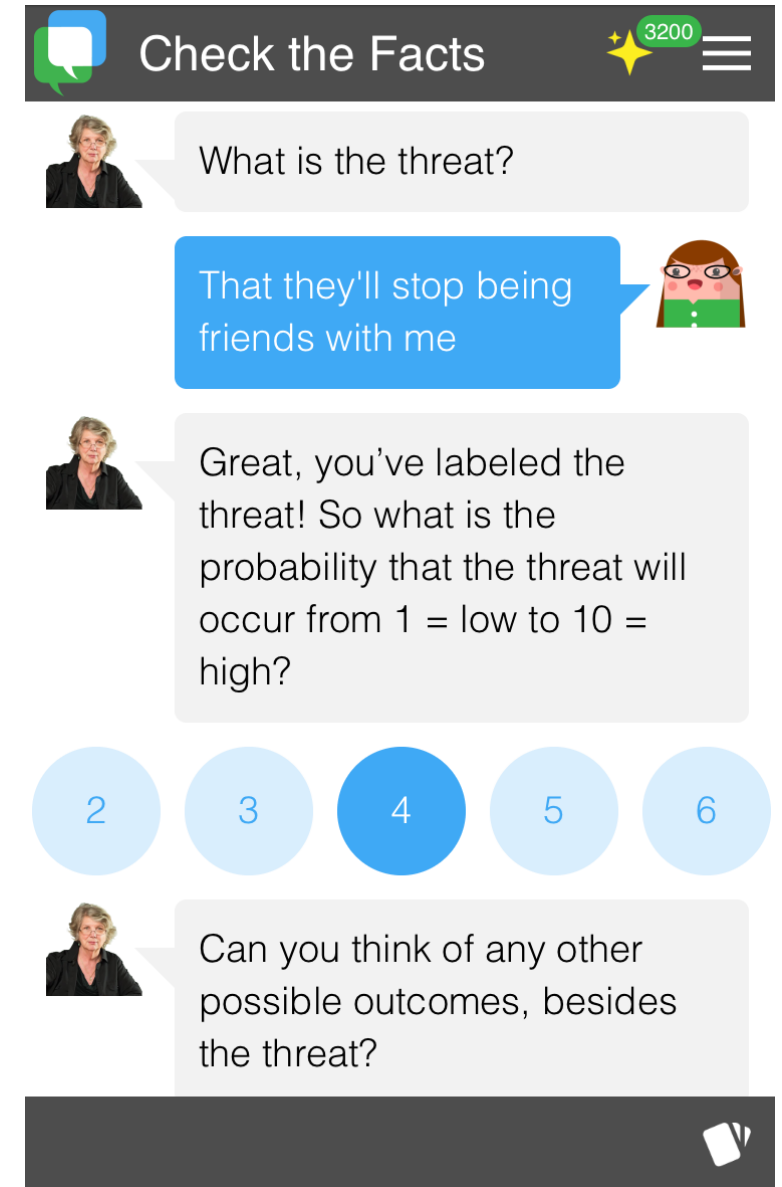 Check the Facts
3200
What is the threat?
That they'll stop being
friends with me
Great, you’ve labeled the
threat! So what is the
probability that the threat will
occur from 1 = low to 10 =
high?
2 3 4 5 6
Can you think of any other
possible outcomes, besides
the threat?